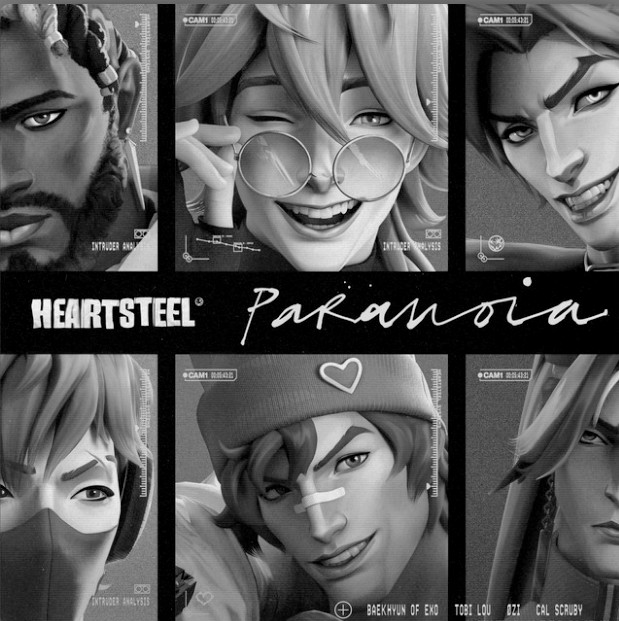 CAM1
CAM1
INTRUDER ANALYSIS
INTRUDER ANALYSIS
HEARTSTEEL
Paranoia
CAM1
CAM1
INTRUDER ANALYSIS
BAEKHYUN OF EXO TOBI LOU ØZI CAL SCRUBY